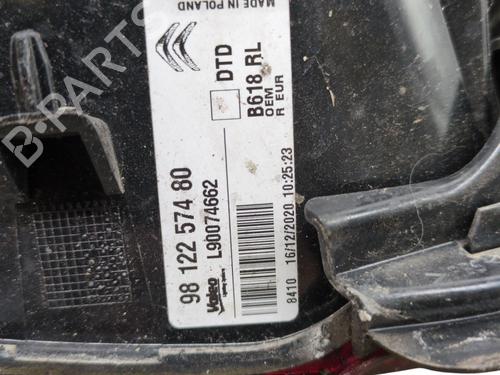 MADE IN POLAND
DTD
B618 RL
OEM
R EUR
98 122 574 80
L90074662
Valeo
8410 16/12/2020 10:25:23
B-PARTS